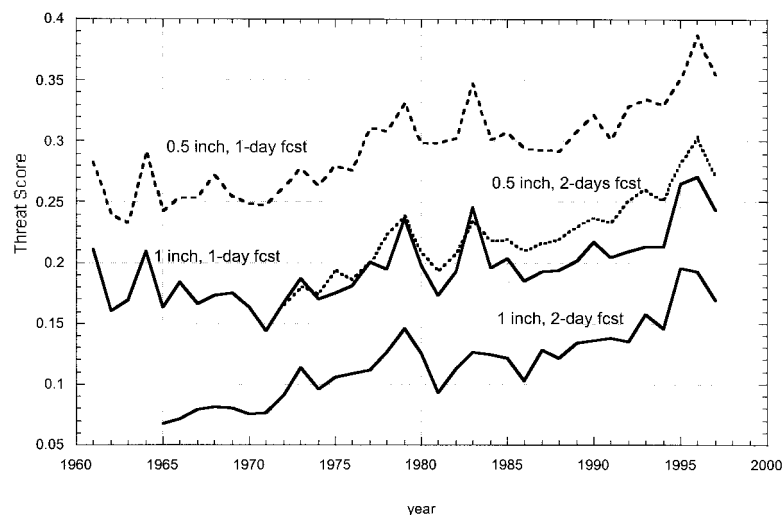 0.4
0.35
0.3
0.25
0.2
0.15
0.1
0.05
Threat Score
0.5 inch, 1-day fcst
0.5 inch, 2-days fcst
1 inch, 1-day fcst
1 inch, 2-day fcst
1960 1965 1970 1975 1980 1985 1990 1995 2000
year